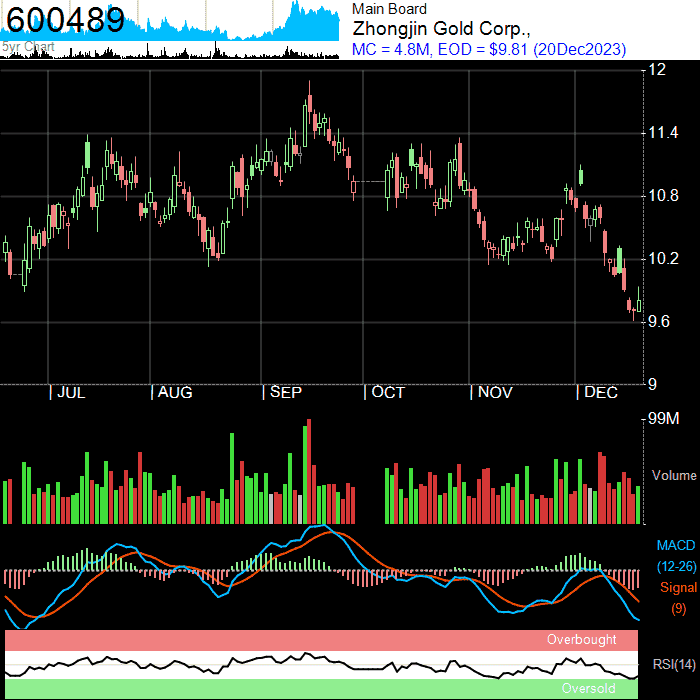 600489
5yr Chart
Main Board
Zhongjin Gold Corp.,
MC = 4.8M, EOD = $9.81 (20Dec2023)
12
11.4
10.8
10.2
9.6
9
JUL AUG SEP OCT NOV DEC
99M
Volume
MACD
(12-26)
Signal
(9)
Overbought
RSI(14)
Oversold